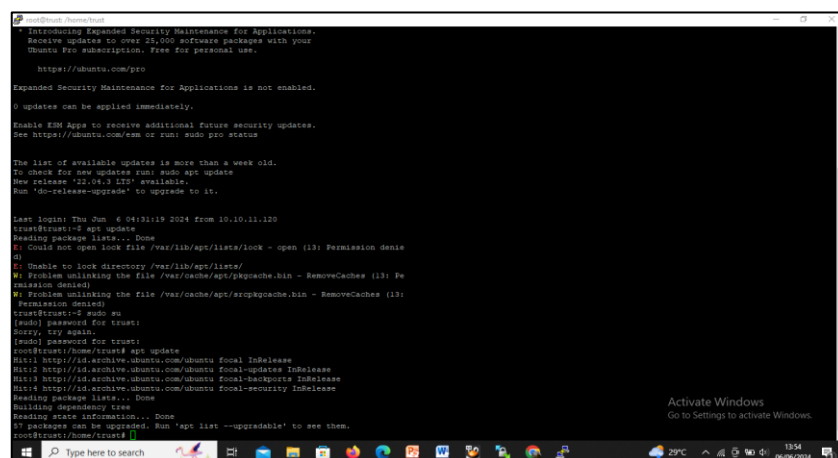 root@trust: /home/trust
* Introducing Expanded Security Maintenance for Applications.
Receive updates to over 25,000 software packages with your
Ubuntu Pro subscription. Free for personal use.
https://ubuntu.com/pro
Expanded Security Maintenance for Applications is not enabled.
0 updates can be applied immediately.
Enable ESM Apps to receive additional future security updates.
See https://ubuntu.com/esm or run: sudo pro status
The list of available updates is more than a week old.
To check for new updates run: sudo apt update
New release '22.04.3 LTS' available.
Run 'do-release-upgrade' to upgrade to it.
Last login: Thu Jun  6 04:31:19 2024 from 10.10.11.120
trust@trust:~$ apt update
Reading package lists... Done
E: Could not open lock file /var/lib/apt/lists/lock - open (13: Permission denie
d)
E: Unable to lock directory /var/lib/apt/lists/
W: Problem unlinking the file /var/cache/apt/pkgcache.bin - RemoveCaches (13: Pe
rmission denied)
W: Problem unlinking the file /var/cache/apt/srcpkgcache.bin - RemoveCaches (13:
Permission denied)
trust@trust:~$ sudo su
[sudo] password for trust:
Sorry, try again.
[sudo] password for trust:
root@trust:/home/trust# apt update
Hit:1 http://id.archive.ubuntu.com/ubuntu focal InRelease
Hit:2 http://id.archive.ubuntu.com/ubuntu focal-updates InRelease
Hit:3 http://id.archive.ubuntu.com/ubuntu focal-backports InRelease
Hit:4 http://id.archive.ubuntu.com/ubuntu focal-security InRelease
Reading package lists... Done
Building dependency tree
Reading state information... Done
57 packages can be upgraded. Run 'apt list --upgradable' to see them.
root@trust:/home/trust#
Activate Windows
Go to Settings to activate Windows.
Type here to search
29°C
13:54
06/06/2024